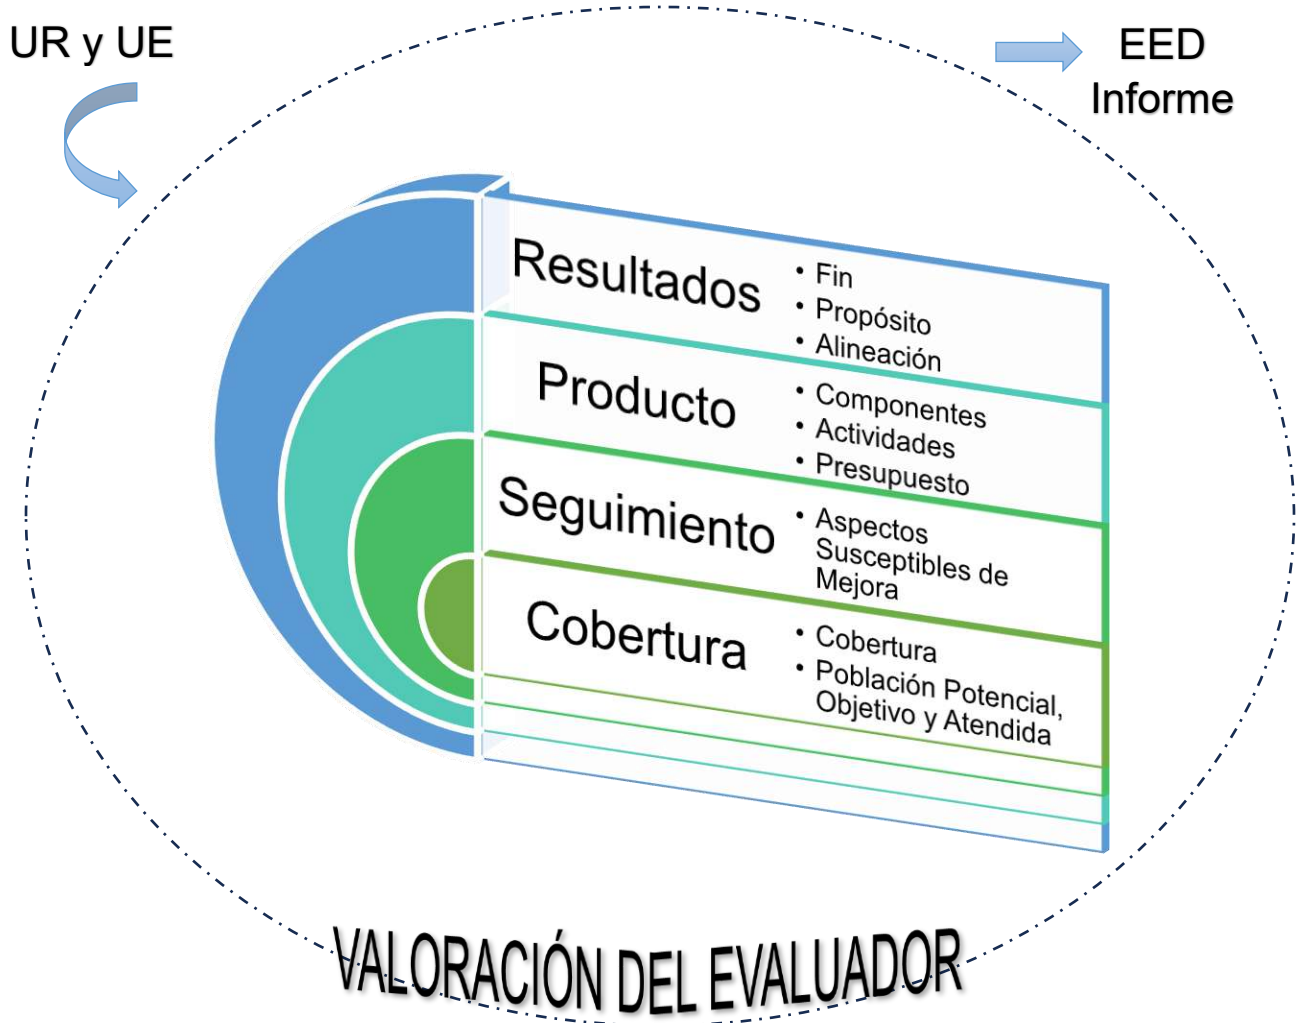 UR y UE
EED
Informe
Resultados
• Fin
• Propósito
• Alineación
Producto
• Componentes
• Actividades
• Presupuesto
Seguimiento
• Aspectos
Susceptibles de
Mejora
Cobertura
• Cobertura
• Población Potencial,
Objetivo y Atendida
VALORACIÓN DEL EVALUADOR